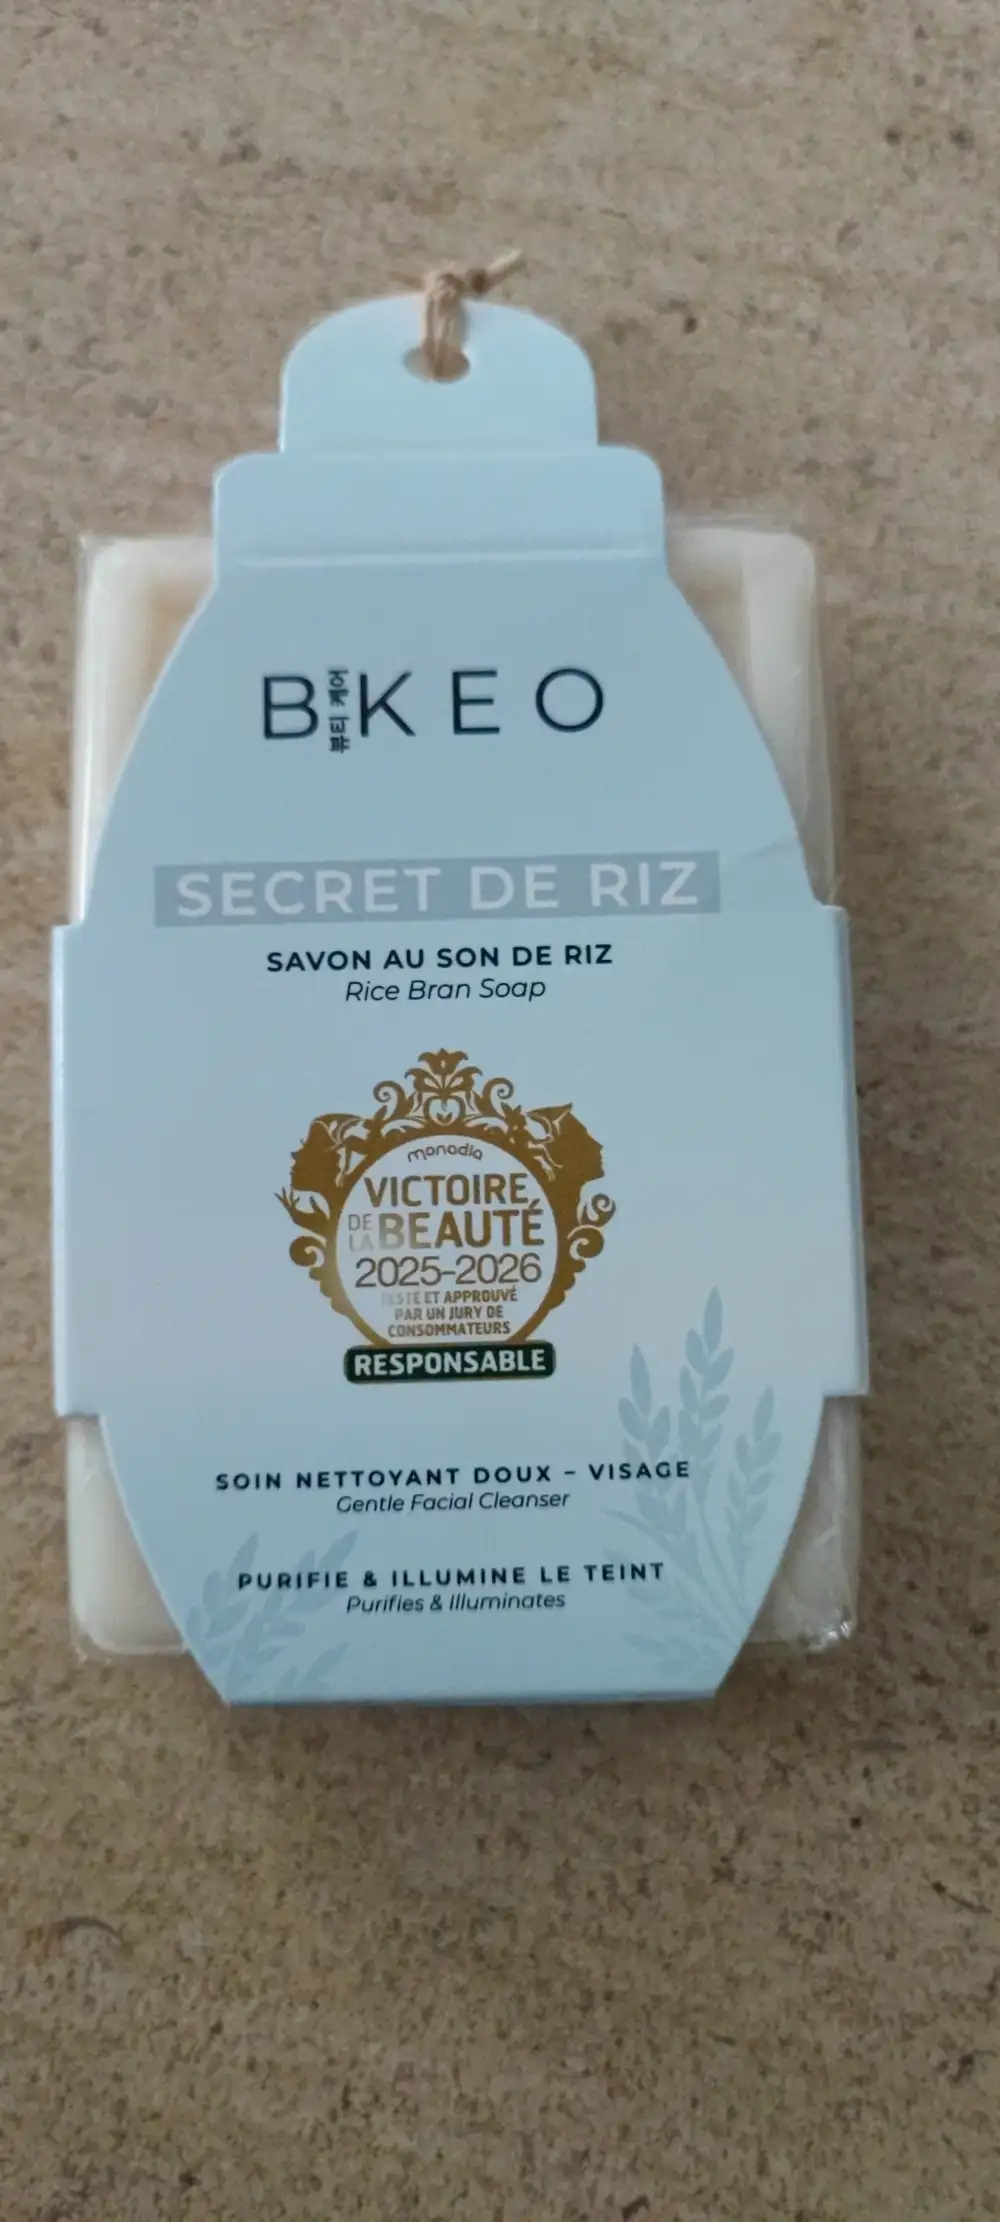 B뷰티 케어KEO
SECRET DE RIZ
SAVON AU SON DE RIZ
Rice Bran Soap
monadia
VICTOIRE
DE LA BEAUTÉ
2025-2026
TESTÉ ET APPROUVÉ
PAR UN JURY DE
CONSOMMATEURS
RESPONSABLE
SOIN NETTOYANT DOUX – VISAGE
Gentle Facial Cleanser
PURIFIE & ILLUMINE LE TEINT
Purifies & Illuminates